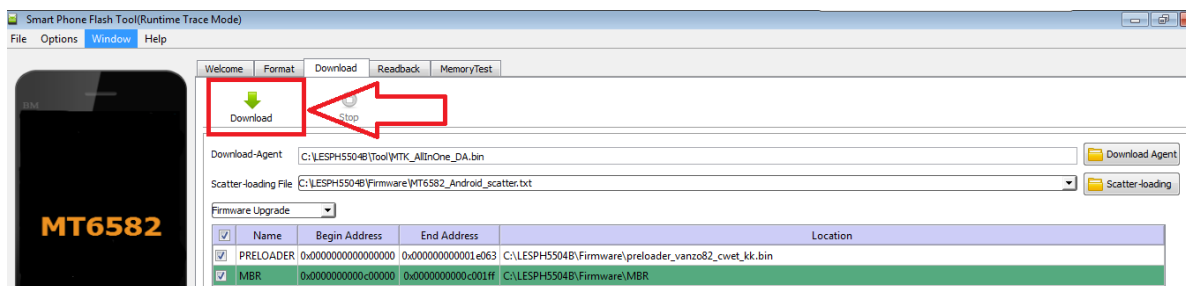 Smart Phone Flash Tool(Runtime Trace Mode)
File Options Window Help
Welcome Format Download Readback MemoryTest
BM
Download Stop
Download-Agent C:\LESPH5504B\Tool\MTK_AllInOne_DA.bin Download Agent
Scatter-loading File C:\LESPH5504B\Firmware\MT6582_Android_scatter.txt Scatter-loading
Firmware Upgrade
MT6582
Name Begin Address End Address Location
PRELOADER 0x0000000000000000 0x000000000001e063 C:\LESPH5504B\Firmware\preloader_vanzo82_cwet_kk.bin
MBR 0x0000000000c00000 0x0000000000c001ff C:\LESPH5504B\Firmware\MBR